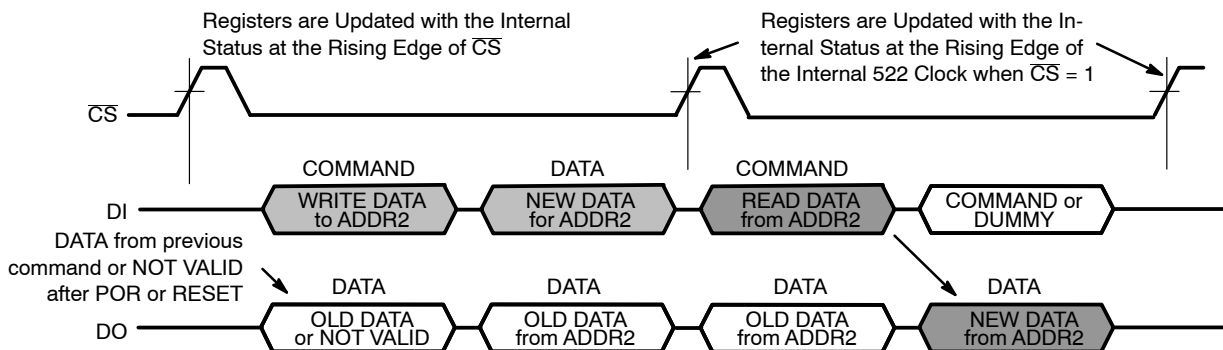 Registers are Updated with the Internal
Status at the Rising Edge of CS
Registers are Updated with the In-
ternal Status at the Rising Edge of
the Internal 522 Clock when CS = 1
CS
COMMAND
DATA
COMMAND
DI
WRITE DATA
to ADDR2
NEW DATA
for ADDR2
READ DATA
from ADDR2
COMMAND or
DUMMY
DATA from previous
command or NOT VALID
after POR or RESET
DATA
DATA
DATA
DATA
DO
OLD DATA
or NOT VALID
OLD DATA
from ADDR2
OLD DATA
from ADDR2
NEW DATA
from ADDR2